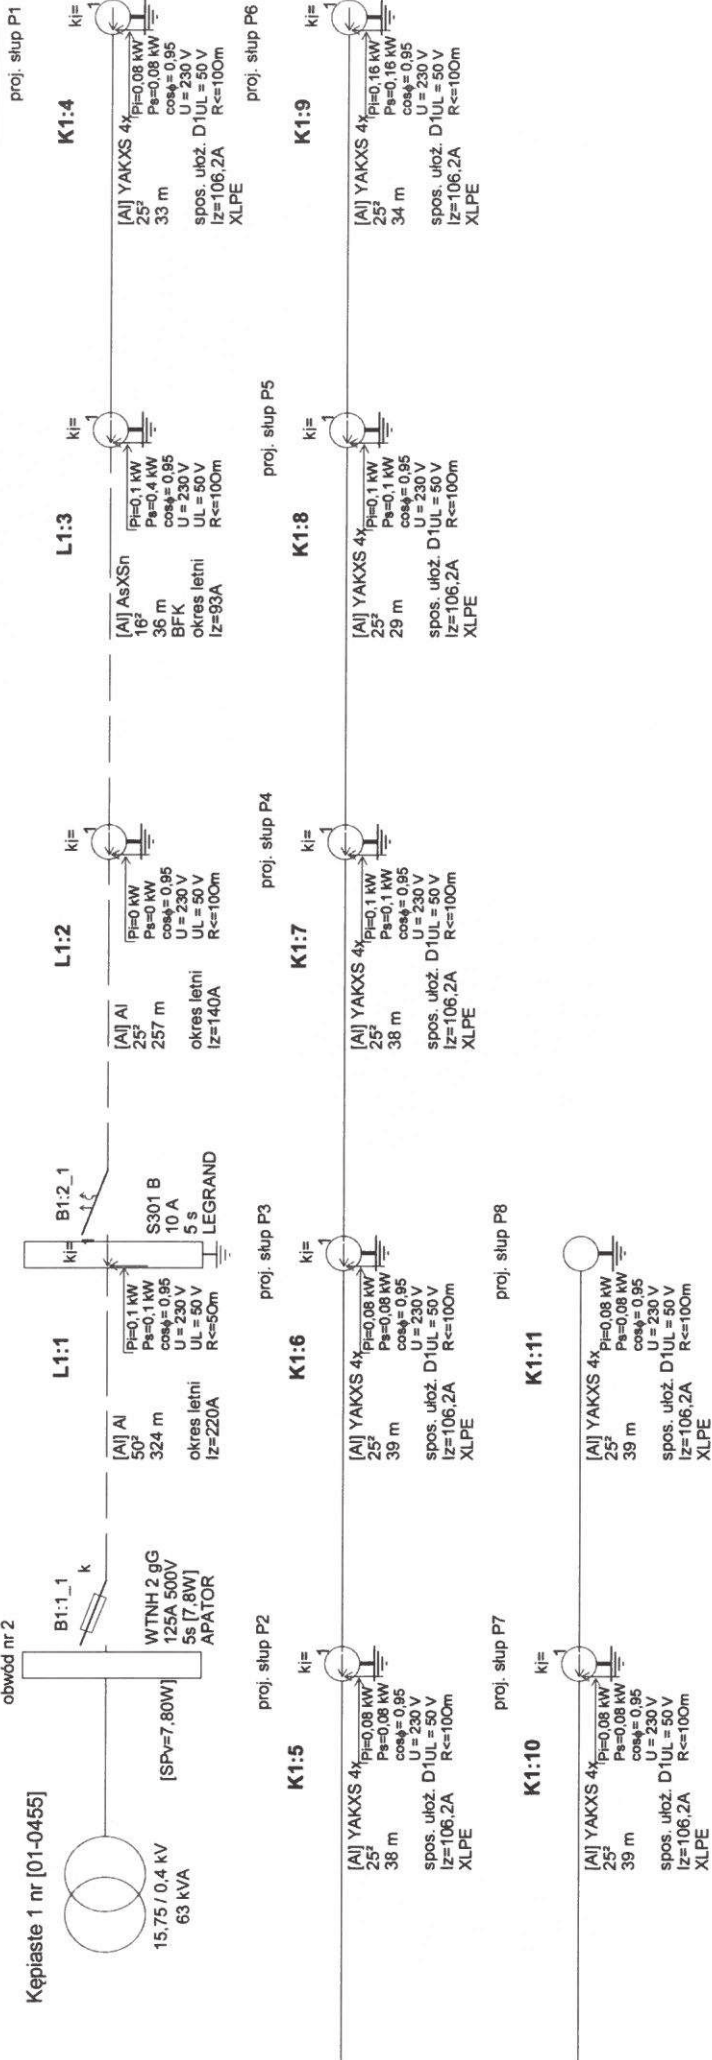 Kępiaste 1 nr [01-0455]
15,75 / 0,4 kV
63 kVA
obwód nr 2
[SPv=7,80W]
B1:1_1
k
WTNH 2 gG
125A 500V
5s [7,8W]
APATOR
L1:1
[Al] Al
50²
324 m
okres letni
Iz=220A
kj=
1
Pi=0,1 kW
Ps=0,1 kW
cosϕ= 0,95
U = 230 V
UL = 50 V
R<=5Om
B1:2_1
S301 B
10 A
5 s
LEGRAND
L1:2
[Al] Al
25²
257 m
okres letni
Iz=140A
kj=
1
Pi=0 kW
Ps=0 kW
cosϕ= 0,95
U = 230 V
UL = 50 V
R<=10Om
L1:3
[Al] AsXSn
16²
36 m
BFK
okres letni
Iz=93A
kj=
1
Pi=0,1 kW
Ps=0,4 kW
cosϕ= 0,95
U = 230 V
UL = 50 V
R<=10Om
K1:4
proj. słup P1
[Al] YAKXS 4x
25²
33 m
spos. ułoż. D1
Iz=106,2A
XLPE
kj=
1
Pi=0,08 kW
Ps=0,08 kW
cosϕ= 0,95
U = 230 V
UL = 50 V
R<=10Om
K1:5
proj. słup P2
[Al] YAKXS 4x
25²
38 m
spos. ułoż. D1
Iz=106,2A
XLPE
kj=
1
Pi=0,08 kW
Ps=0,08 kW
cosϕ= 0,95
U = 230 V
UL = 50 V
R<=10Om
K1:6
proj. słup P3
[Al] YAKXS 4x
25²
39 m
spos. ułoż. D1
Iz=106,2A
XLPE
kj=
1
Pi=0,08 kW
Ps=0,08 kW
cosϕ= 0,95
U = 230 V
UL = 50 V
R<=10Om
K1:7
proj. słup P4
[Al] YAKXS 4x
25²
38 m
spos. ułoż. D1
Iz=106,2A
XLPE
kj=
1
Pi=0,1 kW
Ps=0,1 kW
cosϕ= 0,95
U = 230 V
UL = 50 V
R<=10Om
K1:8
proj. słup P5
[Al] YAKXS 4x
25²
29 m
spos. ułoż. D1
Iz=106,2A
XLPE
kj=
1
Pi=0,1 kW
Ps=0,1 kW
cosϕ= 0,95
U = 230 V
UL = 50 V
R<=10Om
K1:9
proj. słup P6
[Al] YAKXS 4x
25²
34 m
spos. ułoż. D1
Iz=106,2A
XLPE
kj=
1
Pi=0,16 kW
Ps=0,16 kW
cosϕ= 0,95
U = 230 V
UL = 50 V
R<=10Om
K1:10
proj. słup P7
[Al] YAKXS 4x
25²
39 m
spos. ułoż. D1
Iz=106,2A
XLPE
kj=
1
Pi=0,08 kW
Ps=0,08 kW
cosϕ= 0,95
U = 230 V
UL = 50 V
R<=10Om
K1:11
proj. słup P8
[Al] YAKXS 4x
25²
39 m
spos. ułoż. D1
Iz=106,2A
XLPE
Pi=0,08 kW
Ps=0,08 kW
cosϕ= 0,95
U = 230 V
UL = 50 V
R<=10Om